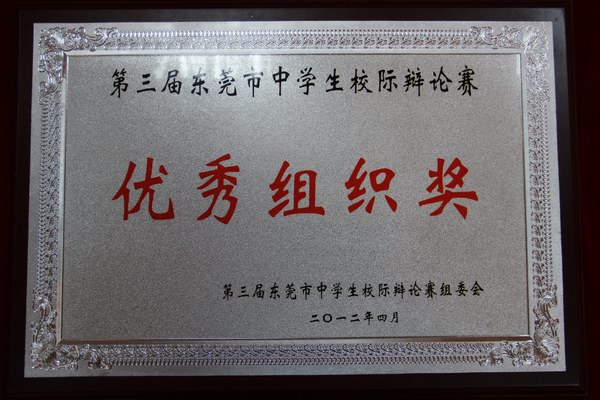 第三届东莞市中学生校际辩论赛
优秀组织奖
第三届东莞市中学生校际辩论赛组委会
二〇一二年四月